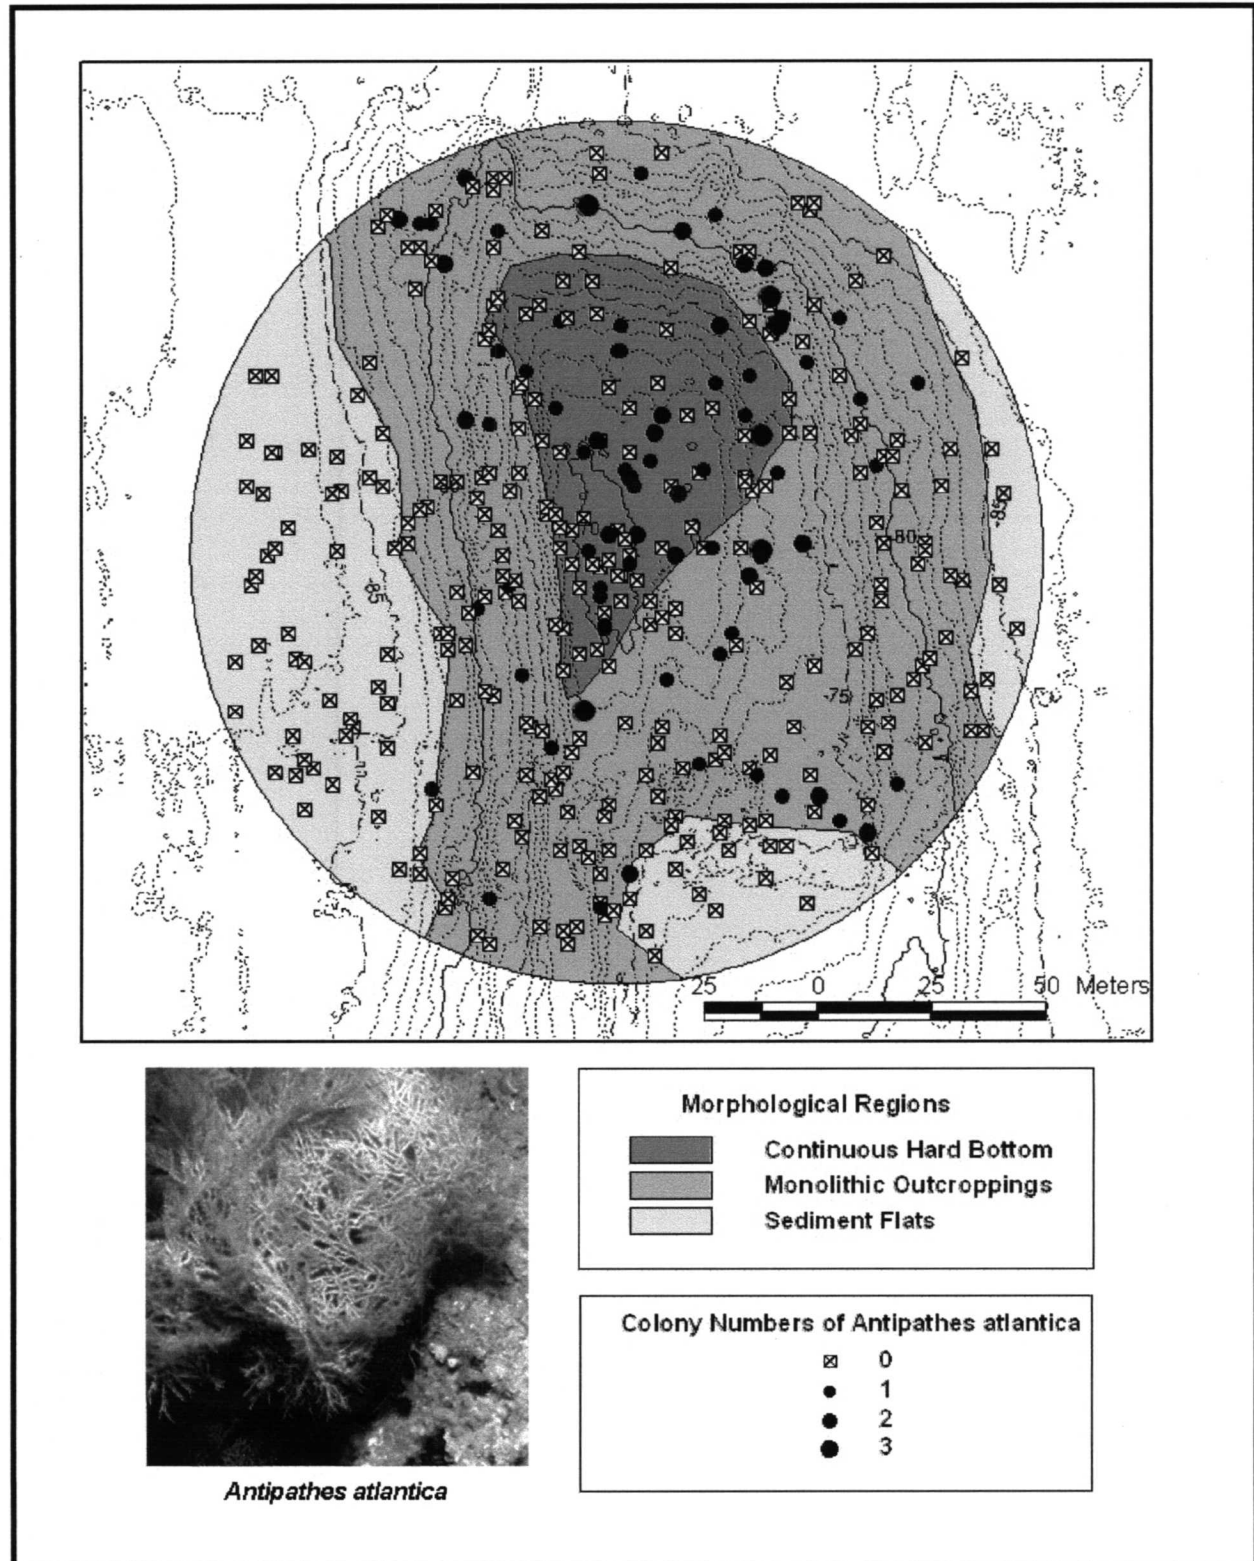 -85
-85
-80
70
-75
25 0 25 50 Meters
Morphological Regions
Continuous Hard Bottom
Monolithic Outcroppings
Sediment Flats
Colony Numbers of Antipathes atlantica
0
1
2
3
Antipathes atlantica